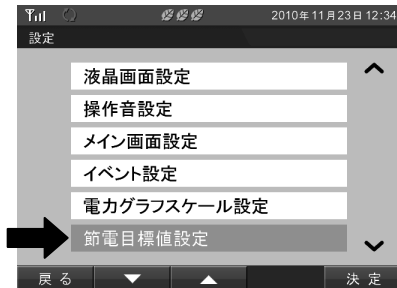 2010年11月23日 12:34
設定
液晶画面設定
操作音設定
メイン画面設定
イベント設定
電力グラフスケール設定
節電目標値設定
戻る 決定